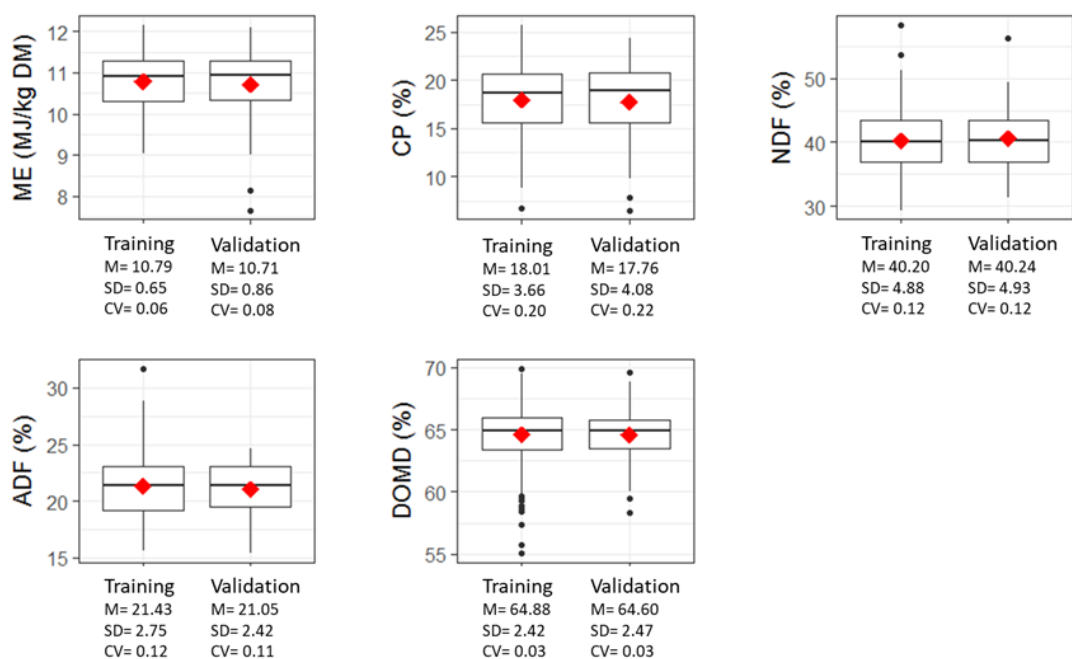 ME (MJ/kg DM)
12
11
10
9
8
Training Validation
M= 10.79 M= 10.71
SD= 0.65 SD= 0.86
CV= 0.06 CV= 0.08
CP (%)
25
20
15
10
Training Validation
M= 18.01 M= 17.76
SD= 3.66 SD= 4.08
CV= 0.20 CV= 0.22
NDF (%)
50
40
30
Training Validation
M= 40.20 M= 40.24
SD= 4.88 SD= 4.93
CV= 0.12 CV= 0.12
ADF (%)
30
25
20
15
Training Validation
M= 21.43 M= 21.05
SD= 2.75 SD= 2.42
CV= 0.12 CV= 0.11
DOMD (%)
70
65
60
55
Training Validation
M= 64.88 M= 64.60
SD= 2.42 SD= 2.47
CV= 0.03 CV= 0.03